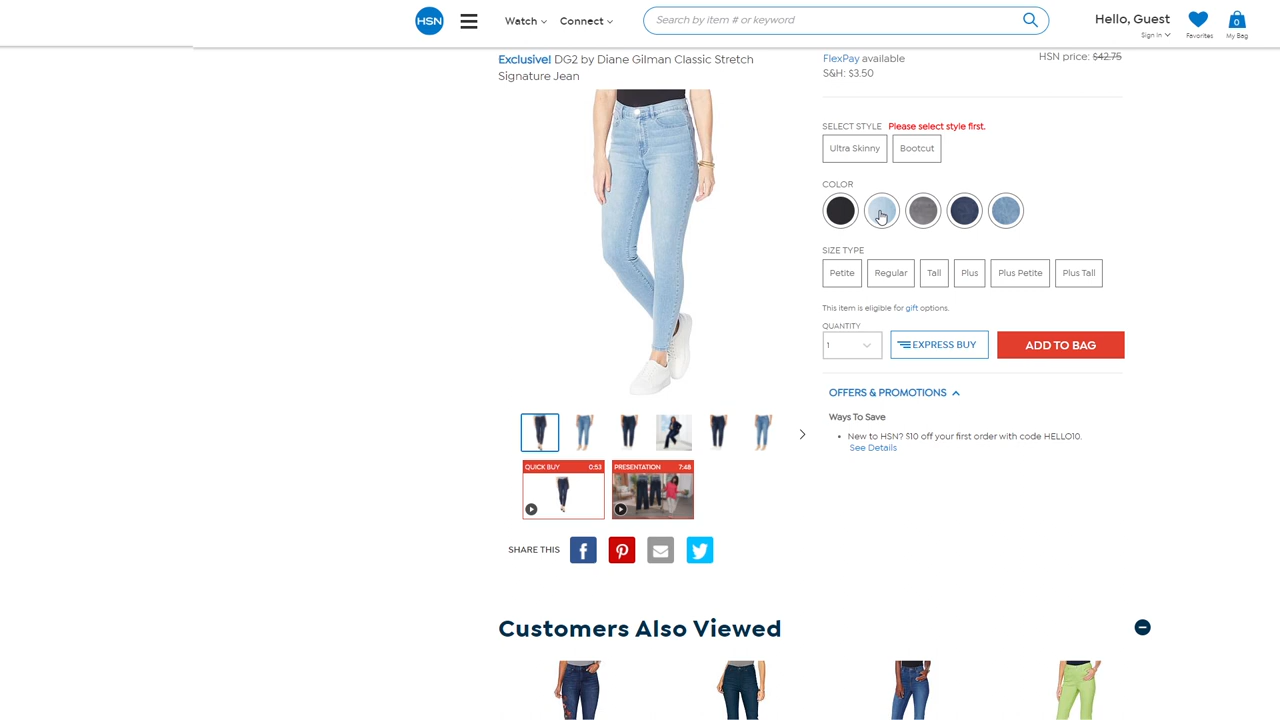 HSN
Watch
Connect
Search by item # or keyword
Hello, Guest
Sign in
Favorites
0
My Bag
Exclusive! DG2 by Diane Gilman Classic Stretch
Signature Jean
FlexPay available
S&H: $3.50
HSN price: $42.75
SELECT STYLE Please select style first.
Ultra Skinny
Bootcut
COLOR
SIZE TYPE
Petite
Regular
Tall
Plus
Plus Petite
Plus Tall
This item is eligible for gift options.
QUANTITY
1
EXPRESS BUY
ADD TO BAG
OFFERS & PROMOTIONS
Ways To Save
• New to HSN? $10 off your first order with code HELLO10.
See Details
QUICK BUY 0:53
PRESENTATION 7:48
SHARE THIS
Customers Also Viewed